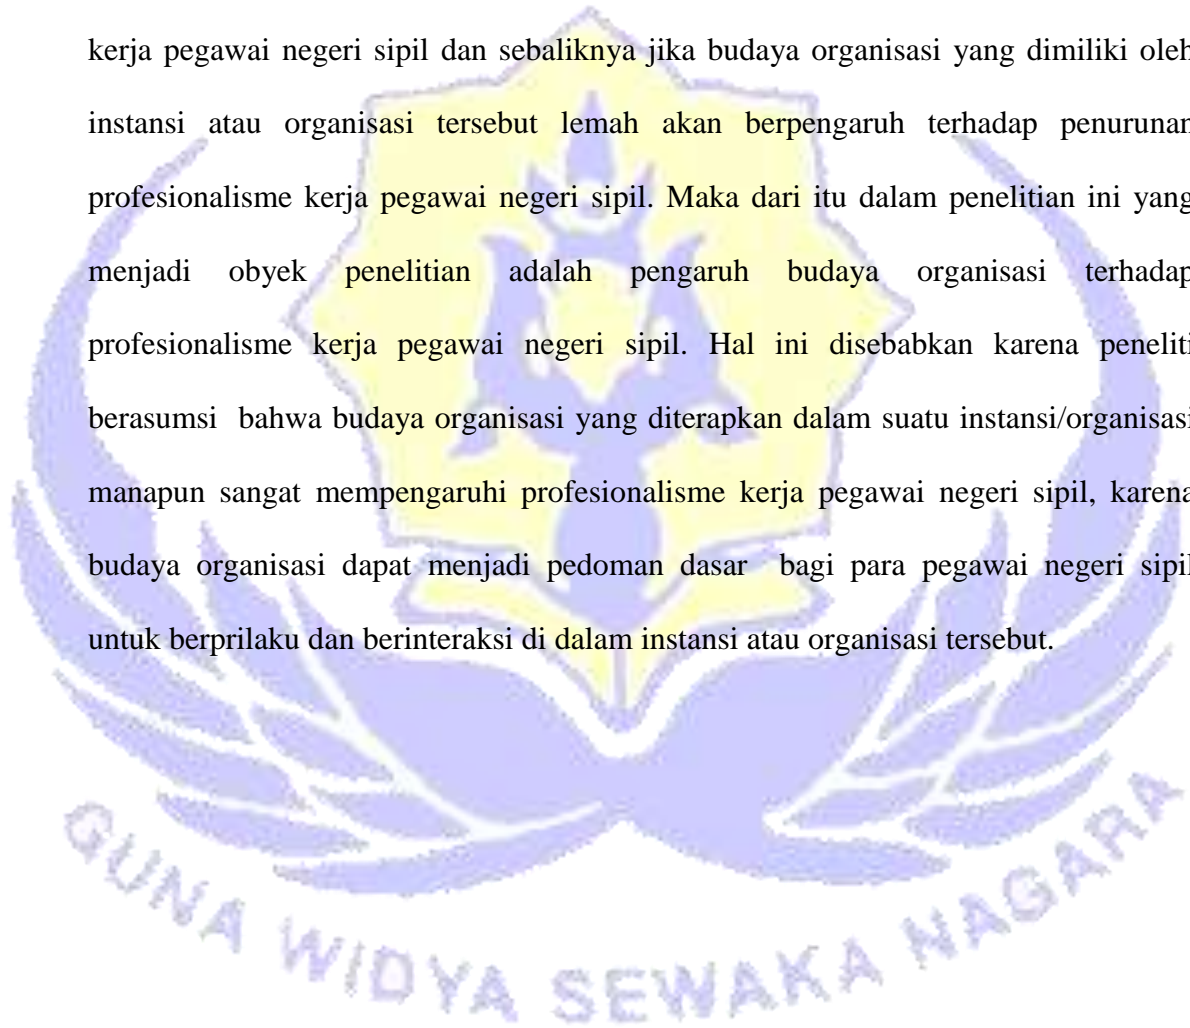 kerja pegawai negeri sipil dan sebaliknya jika budaya organisasi yang dimiliki oleh
instansi atau organisasi tersebut lemah akan berpengaruh terhadap penurunan
profesionalisme kerja pegawai negeri sipil. Maka dari itu dalam penelitian ini yang
menjadi obyek penelitian adalah pengaruh budaya organisasi terhadap
profesionalisme kerja pegawai negeri sipil. Hal ini disebabkan karena peneliti
berasumsi bahwa budaya organisasi yang diterapkan dalam suatu instansi/organisasi
manapun sangat mempengaruhi profesionalisme kerja pegawai negeri sipil, karena
budaya organisasi dapat menjadi pedoman dasar bagi para pegawai negeri sipil
untuk berprilaku dan berinteraksi di dalam instansi atau organisasi tersebut.
GUNA WIDYA SEWAKA NAGARA